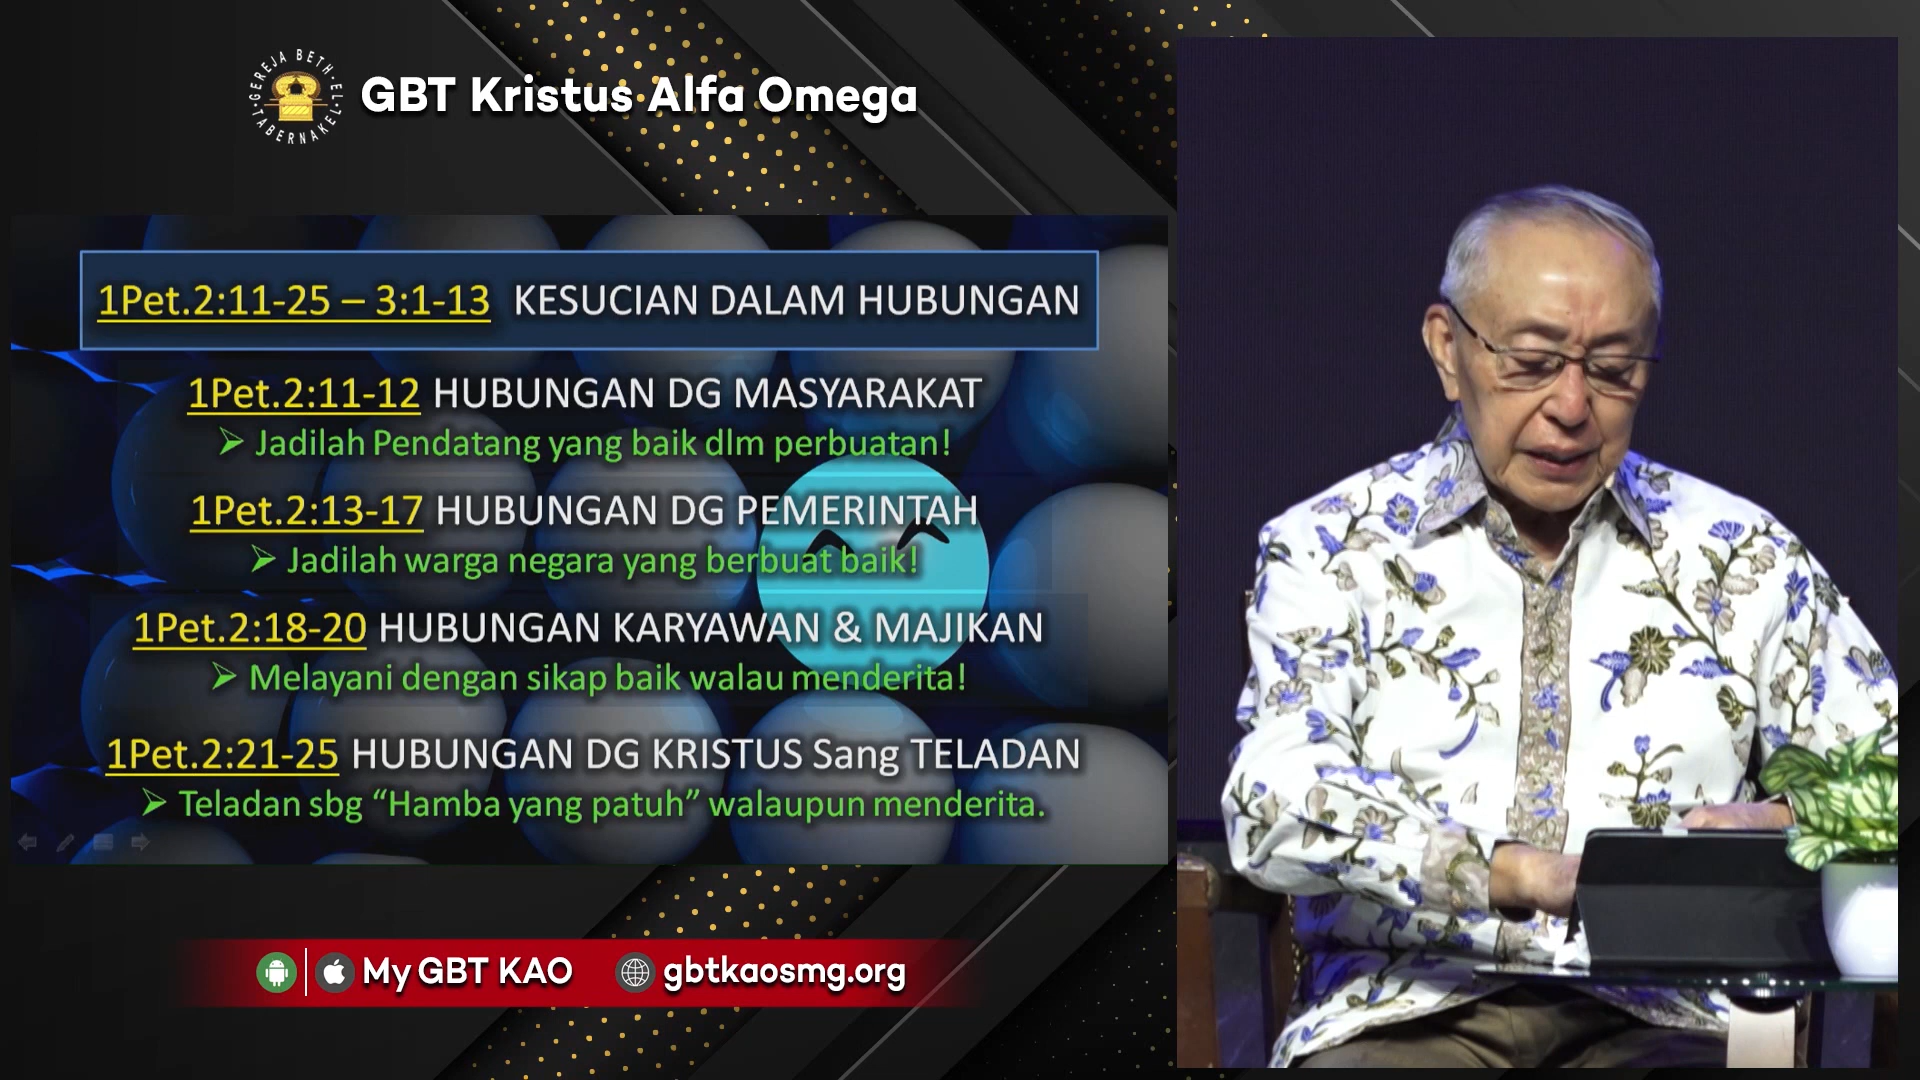 GEREJA BETH-EL TABERNAKEL
GBT Kristus Alfa Omega
1Pet.2:11-25 – 3:1-13 KESUCIAN DALAM HUBUNGAN
1Pet.2:11-12 HUBUNGAN DG MASYARAKAT
➢ Jadilah Pendatang yang baik dlm perbuatan!
1Pet.2:13-17 HUBUNGAN DG PEMERINTAH
➢ Jadilah warga negara yang berbuat baik!
1Pet.2:18-20 HUBUNGAN KARYAWAN & MAJIKAN
➢ Melayani dengan sikap baik walau menderita!
1Pet.2:21-25 HUBUNGAN DG KRISTUS Sang TELADAN
➢ Teladan sbg “Hamba yang patuh” walaupun menderita.
My GBT KAO gbtkaosmg.org